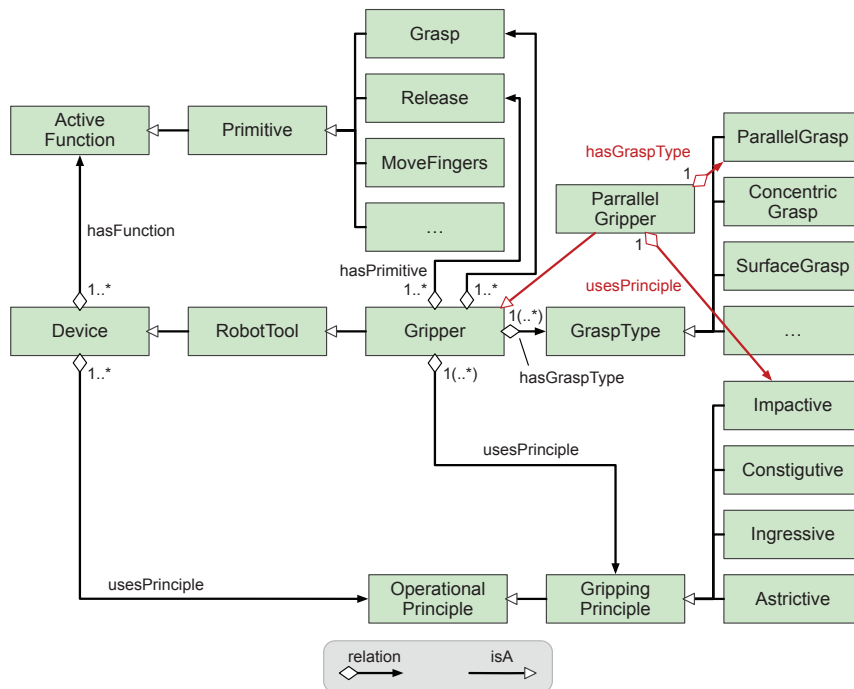 Grasp
Release
MoveFingers
…
Active
Function
Primitive
hasFunction
hasPrimitive
1..*
1..*
1..*
Device
1..*
RobotTool
Gripper
1(..*)
1(..*)
hasGraspType
GraspType
Parrallel
Gripper
1
hasGraspType
1
usesPrinciple
ParallelGrasp
Concentric
Grasp
SurfaceGrasp
…
Impactive
Constigutive
Ingressive
Astrictive
usesPrinciple
usesPrinciple
Operational
Principle
Gripping
Principle
relation
isA